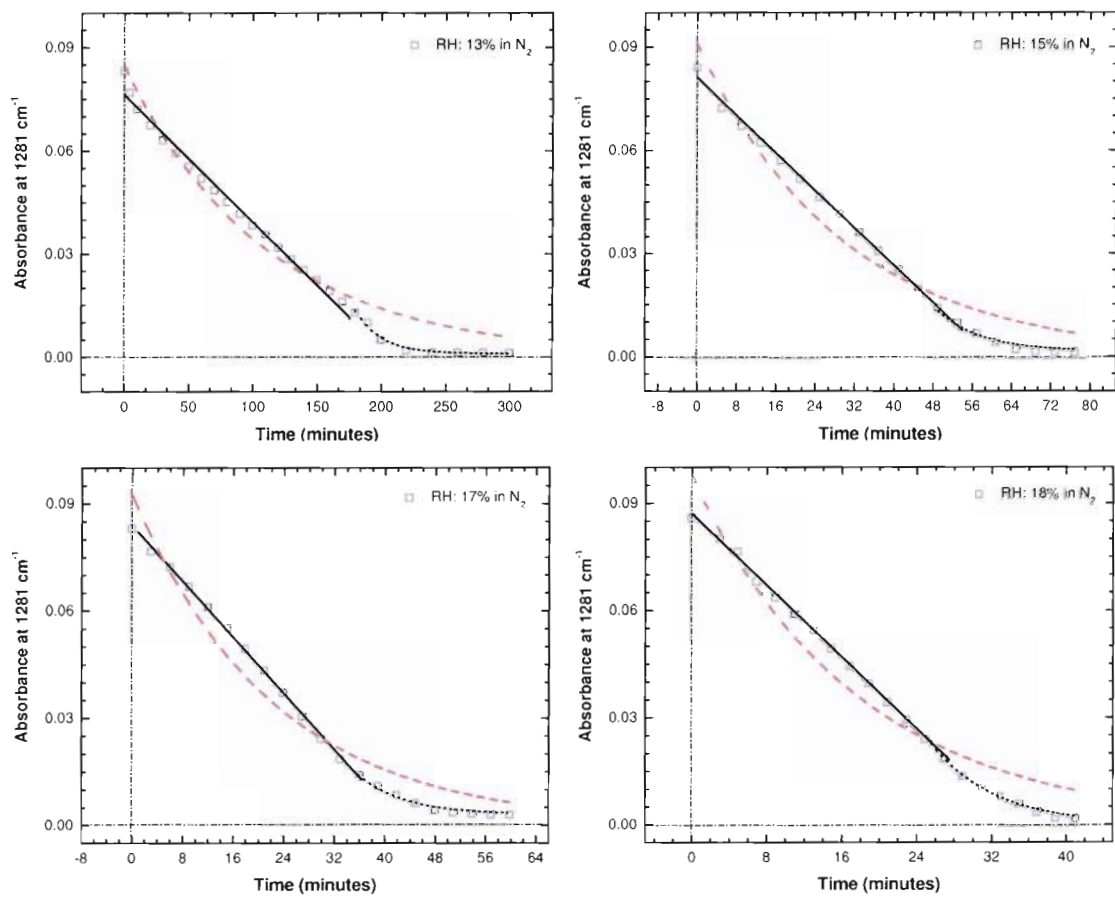 RH: 13% in N2
0.09
0.06
0.03
0.00
Absorbance at 1281 cm-1
0 50 100 150 200 250 300
Time (minutes)
RH: 15% in N2
0.09
0.06
0.03
0.00
Absorbance at 1281 cm-1
-8 0 8 16 24 32 40 48 56 64 72 80
Time (minutes)
RH: 17% in N2
0.09
0.06
0.03
0.00
Absorbance at 1281 cm-1
-8 0 8 16 24 32 40 48 56 64
Time (minutes)
RH: 18% in N2
0.09
0.06
0.03
0.00
Absorbance at 1281 cm-1
0 8 16 24 32 40
Time (minutes)